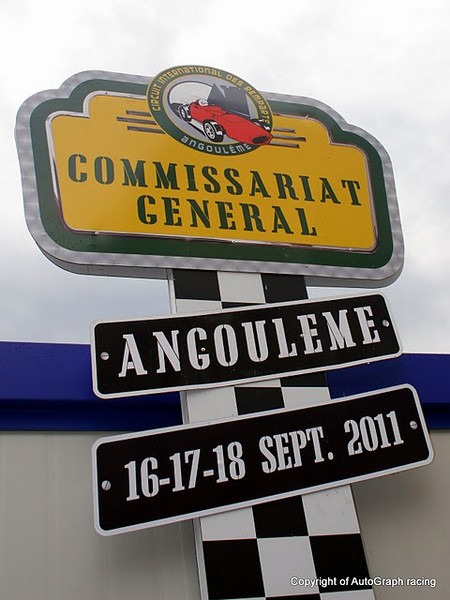 CIRCUIT INTERNATIONAL DES REMPARTS
ANGOULÊME
COMMISSARIAT
GENERAL
ANGOULEME
16-17-18 SEPT. 2011
Copyright of AutoGraph racing